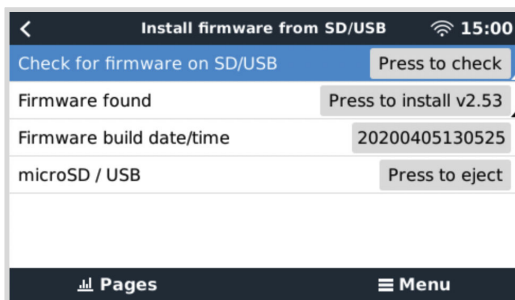 Install firmware from SD/USB 15:00
Check for firmware on SD/USB Press to check
Firmware found Press to install v2.53
Firmware build date/time 20200405130525
microSD / USB Press to eject
Pages Menu